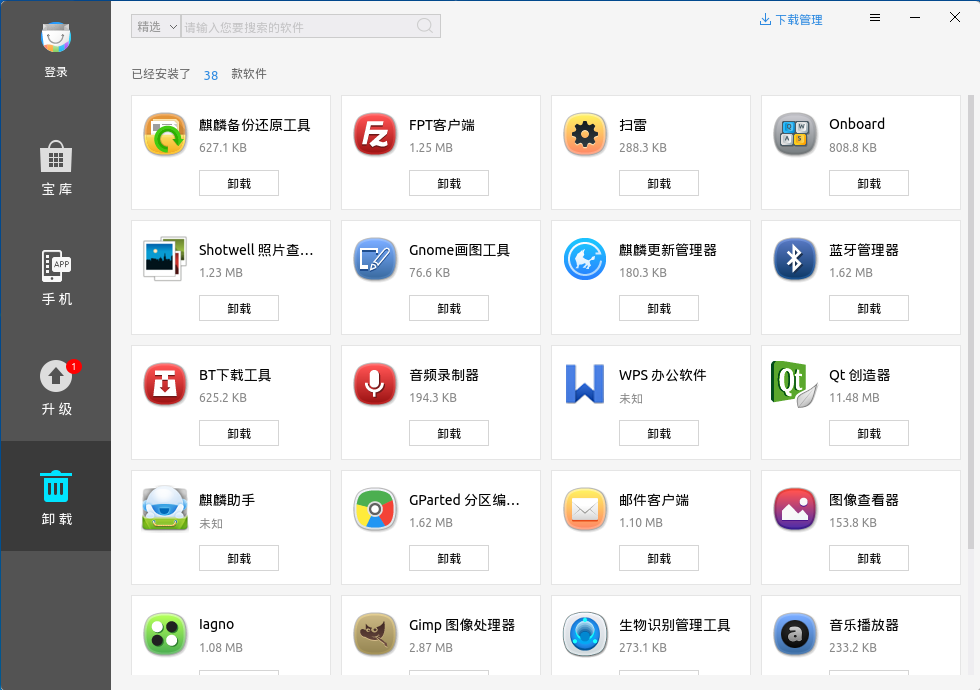 精选 请输入您要搜索的软件 下载管理
登录
已经安装了 38 款软件
宝库
手机
APP
升级
1
卸载
麒麟备份还原工具
627.1 KB
卸载
FPT客户端
1.25 MB
卸载
扫雷
288.3 KB
卸载
Onboard
808.8 KB
卸载
Shotwell 照片查...
1.23 MB
卸载
Gnome画图工具
76.6 KB
卸载
麒麟更新管理器
180.3 KB
卸载
蓝牙管理器
1.62 MB
卸载
BT下载工具
625.2 KB
卸载
音频录制器
194.3 KB
卸载
WPS 办公软件
未知
卸载
Qt
Qt 创造器
11.48 MB
卸载
麒麟助手
未知
卸载
GParted 分区编...
1.62 MB
卸载
邮件客户端
1.10 MB
卸载
图像查看器
153.8 KB
卸载
Iagno
1.08 MB
Gimp 图像处理器
2.87 MB
生物识别管理工具
273.1 KB
a
音乐播放器
233.2 KB